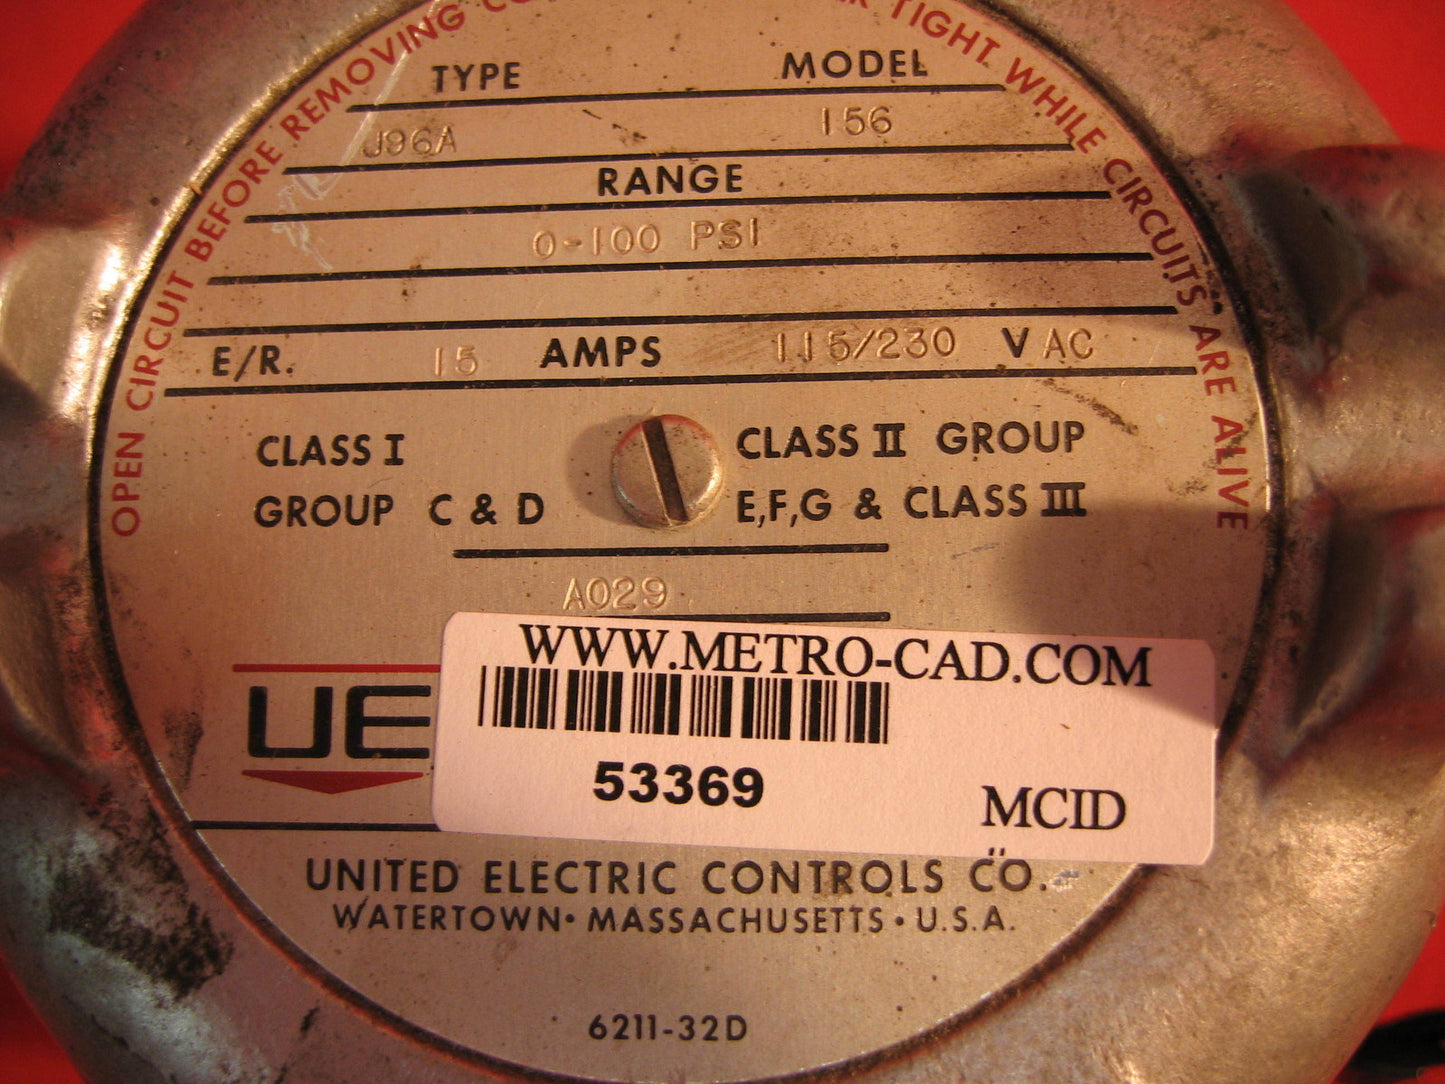 OPEN CIRCUIT BEFORE REMOVING TIGHT WHILE CIRCUITS ARE ALIVE
TYPE MODEL
J96A 156
RANGE
0-100 PSI
E/R. 15 AMPS 115/230 V AC
CLASS I CLASS II GROUP
GROUP C & D E,F,G & CLASS III
A029
WWW.METRO-CAD.COM
UE
53369
MCID
UNITED ELECTRIC CONTROLS CO.
WATERTOWN • MASSACHUSETTS • U.S.A.
6211-32D